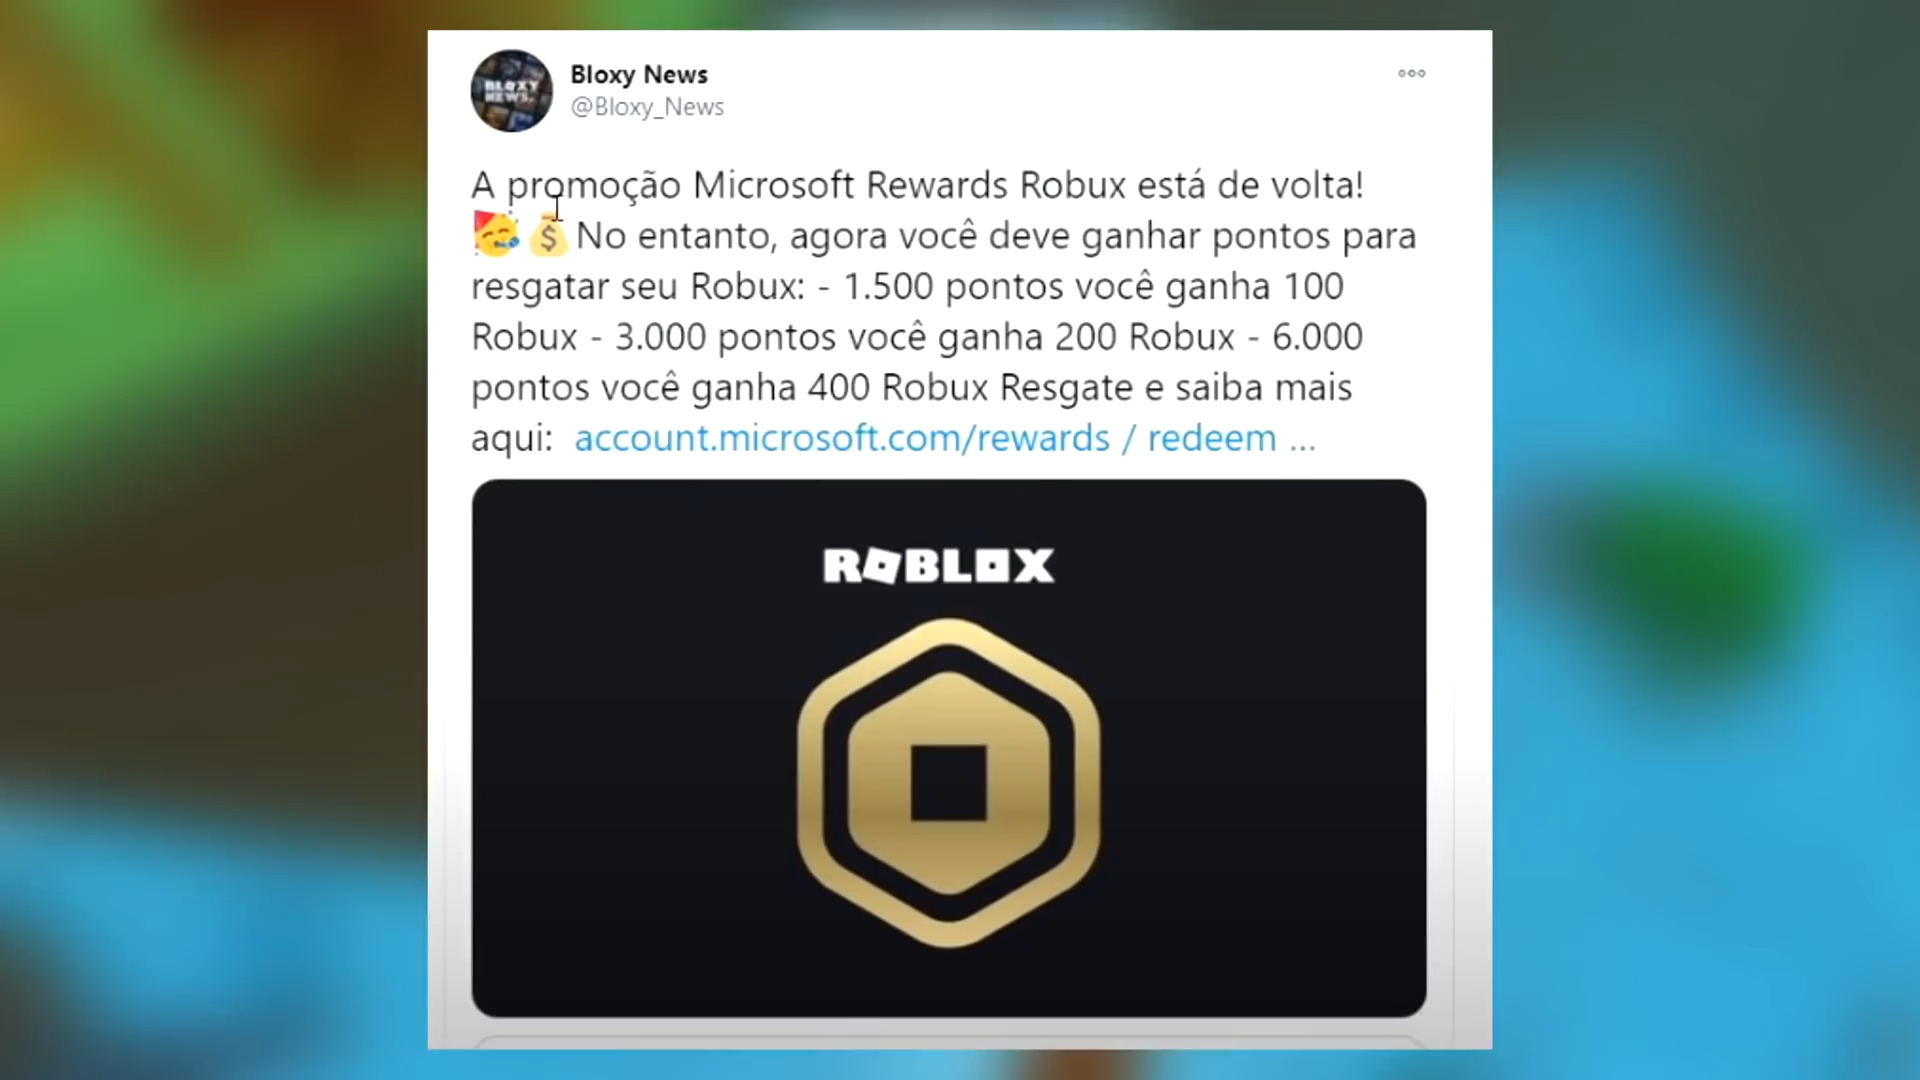 BLOXY
NEWS.
Bloxy News
@Bloxy_News
A promoção Microsoft Rewards Robux está de volta!
🥳💰No entanto, agora você deve ganhar pontos para
resgatar seu Robux: - 1.500 pontos você ganha 100
Robux - 3.000 pontos você ganha 200 Robux - 6.000
pontos você ganha 400 Robux Resgate e saiba mais
aqui: account.microsoft.com/rewards / redeem ...
ROBLOX